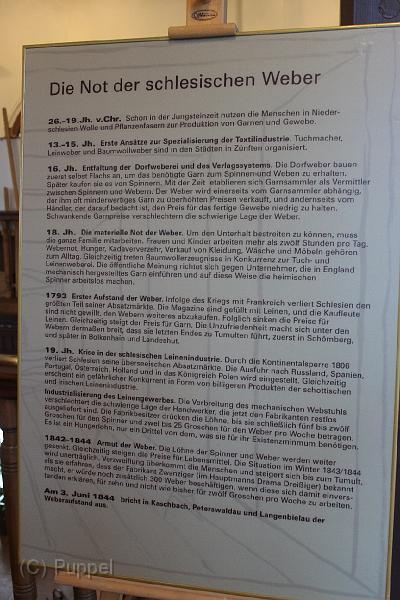 Die Not der schlesischen Weber
26.-19. Jh. v.Chr. Schon in der Jungsteinzeit nutzen die Menschen in Nieder-
schlesien Wolle und Pflanzenfasern zur Produktion von Garnen und Gewebe.
13.-15. Jh. Erste Ansätze zur Spezialisierung der Textilindustrie. Tuchmacher,
Leinweber und Baumwollweber sind in den Städten in Zünften organisiert.
16. Jh. Entfaltung der Dorfweberei und des Verlagssystems. Die Dorfweber bauen
zuerst selbst Flachs an, um das benötigte Garn zum Spinnen und Weben zu erhalten.
Später kaufen sie es von Spinnern. Mit der Zeit etablieren sich Garnsammler als Vermittler
zwischen Spinnern und Webern. Der Weber wird einerseits vom Garnsammler abhängig,
der ihm oft minderwertiges Garn zu überhöhten Preisen verkauft, und andernseits vom
Händler, der darauf bedacht ist, den Preis für das fertige Gewebe niedrig zu halten.
Schwankende Garnpreise verschlechtern die schwierige Lage der Weber.
18. Jh. Die materielle Not der Weber. Um den Unterhalt bestreiten zu können, muss
die ganze Familie mitarbeiten. Frauen und Kinder arbeiten mehr als zwölf Stunden pro Tag.
Webernot, Hunger, Kadaververzehr, Verkauf von Kleidung, Wäsche und Möbeln gehören
zum Alltag. Gleichzeitig treten Baumwollerzeugnisse in Konkurrenz zur Tuch- und
Leinenweberei. Die öffentliche Meinung richtet sich gegen Unternehmer, die in England
mechanisch hergestelltes Garn einführen und auf diese Weise die heimischen
Spinner arbeitslos machen.
1793 Erster Aufstand der Weber. Infolge des Kriegs mit Frankreich verliert Schlesien den
größten Teil seiner Absatzmärkte. Die Magazine sind gefüllt mit Leinen, und die Kaufleute
sind nicht gewillt, den Webern weiteres abzukaufen. Folglich sinken die Preise für
Leinen. Gleichzeitig steigt der Preis für Garn. Die Unzufriedenheit macht sich unter den
Webern dermaßen breit, dass sie letzten Endes zu Tumulten führt, zuerst in Schömberg,
und später in Bolkenhain und Landeshut.
19. Jh. Krise in der schlesischen Leinenindustrie. Durch die Kontinentalsperre 1806
verliert Schlesien seine überseeischen Absatzmärkte. Die Ausfuhr nach Russland, Spanien,
Portugal, Österreich, Holland und in das Königreich Polen wird eingestellt. Gleichzeitig
erscheint ein gefährlicher Konkurrent in Form von billigeren Produkten der schottischen
und irischen Leinenindustrie.
Industrialisierung des Leinengewerbes. Die Verbreitung des mechanischen Webstuhls
verschlechtert die schwierige Lage der Handwerker, die jetzt den Fabrikanten restlos
ausgeliefert sind. Die Fabrikbesitzer drücken die Löhne, bis sie schließlich fünf bis zwölf
Groschen für den Spinner und zwei bis 25 Groschen für den Weber pro Woche betragen.
Es ist ein Hungerlohn, nur ein Drittel von dem, was sie für ihr Existenzminimum benötigen.
1842-1844 Armut der Weber. Die Löhne der Spinner und Weber werden weiter
gesenkt. Gleichzeitig steigen die Preise für Lebensmittel. Die Situation im Winter 1843/1844
wird unerträglich. Verzweiflung überkommt die Menschen und steigert sich bis zum Tumult,
als sie erfahren, dass der Fabrikant Zwanziger (im Hauptmanns Drama Dreißiger) bekannt
macht, er würde noch zusätzlich 300 Weber beschäftigen, wenn diese sich damit einvers-
tanden erklären, für zehn und nicht wie bisher für zwölf Groschen pro Woche zu arbeiten.
Am 3. Juni 1844 bricht in Kaschbach, Peterswaldau und Langenbielau der
Weberaufstand aus.
(C) Puppel